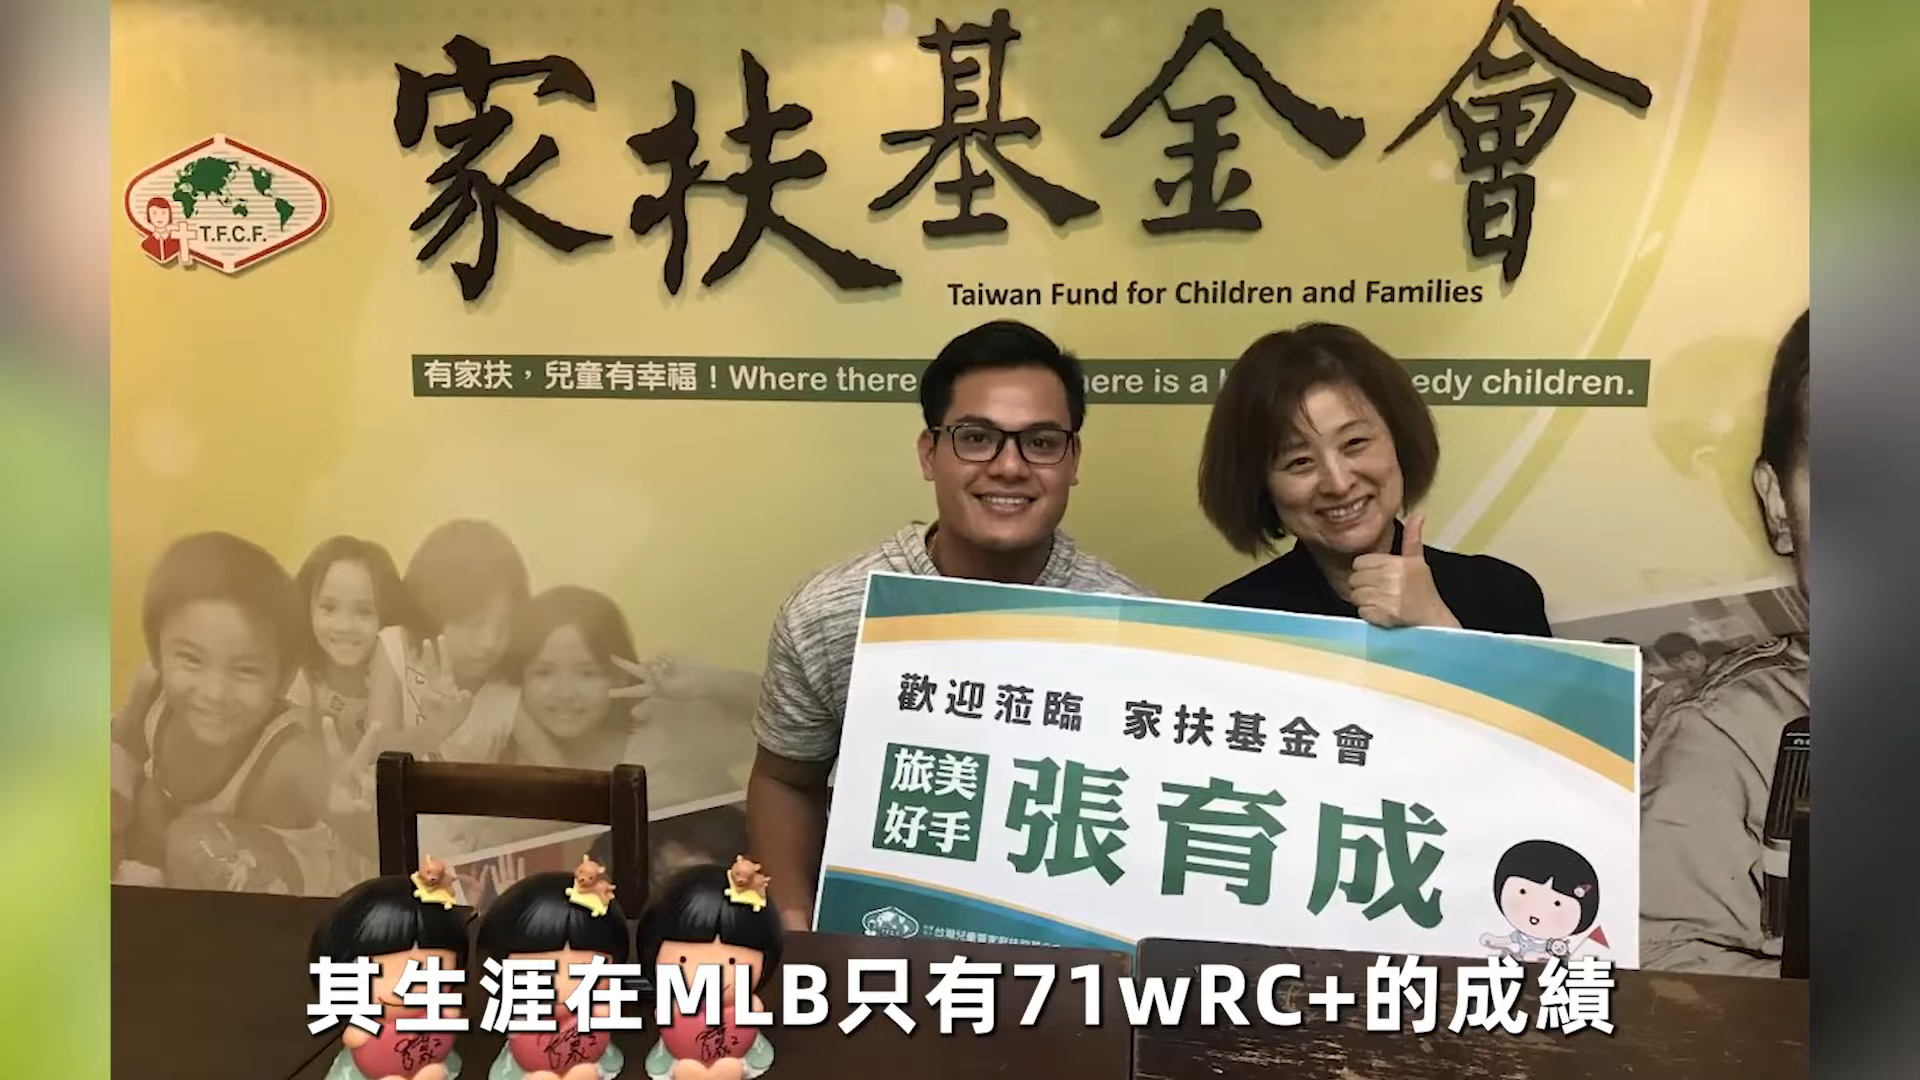 家扶基金會
T.F.C.F.
Taiwan Fund for Children and Families
有家扶，兒童有幸福！Where there
here is a
edy children.
歡迎蒞臨 家扶基金會
旅美
好手
張育成
其生涯在MLB只有71wRC+的成績